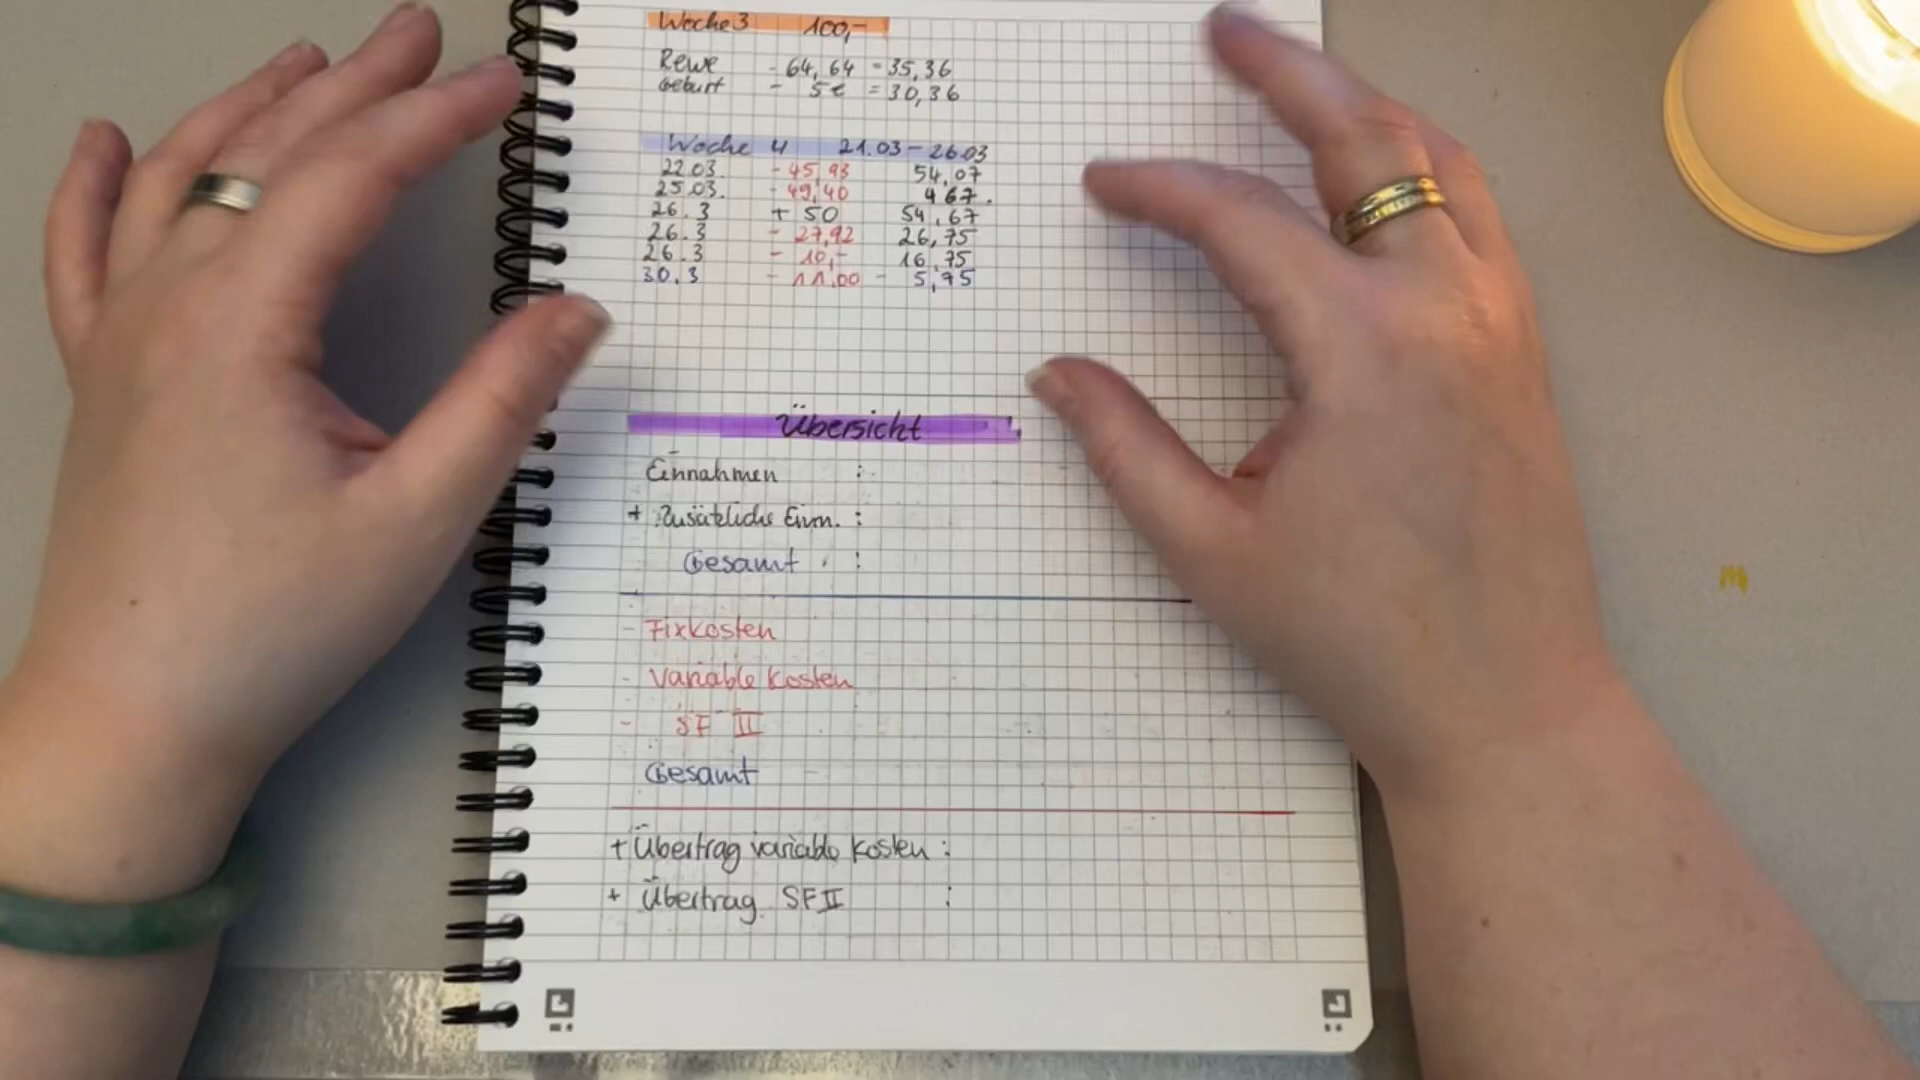 Woche 3 100,-
Rewe - 64,64 = 35,36
Geburt - 5€ = 30,36
Woche 4 21.03 - 26.03
22.03. - 45,93 54,07
25.03. - 49,40 4 67.
26.3 + 50 54,67
26.3 - 27,92 26,75
26.3 - 10,- 16,75
30.3 - 11,00 - 5,75
Übersicht
Einnahmen :
+ Zusätzliche Einn. :
Gesamt :
- Fixkosten
- Variable Kosten
- SF II
Gesamt
+ Übertrag variable Kosten :
+ Übertrag SF II :